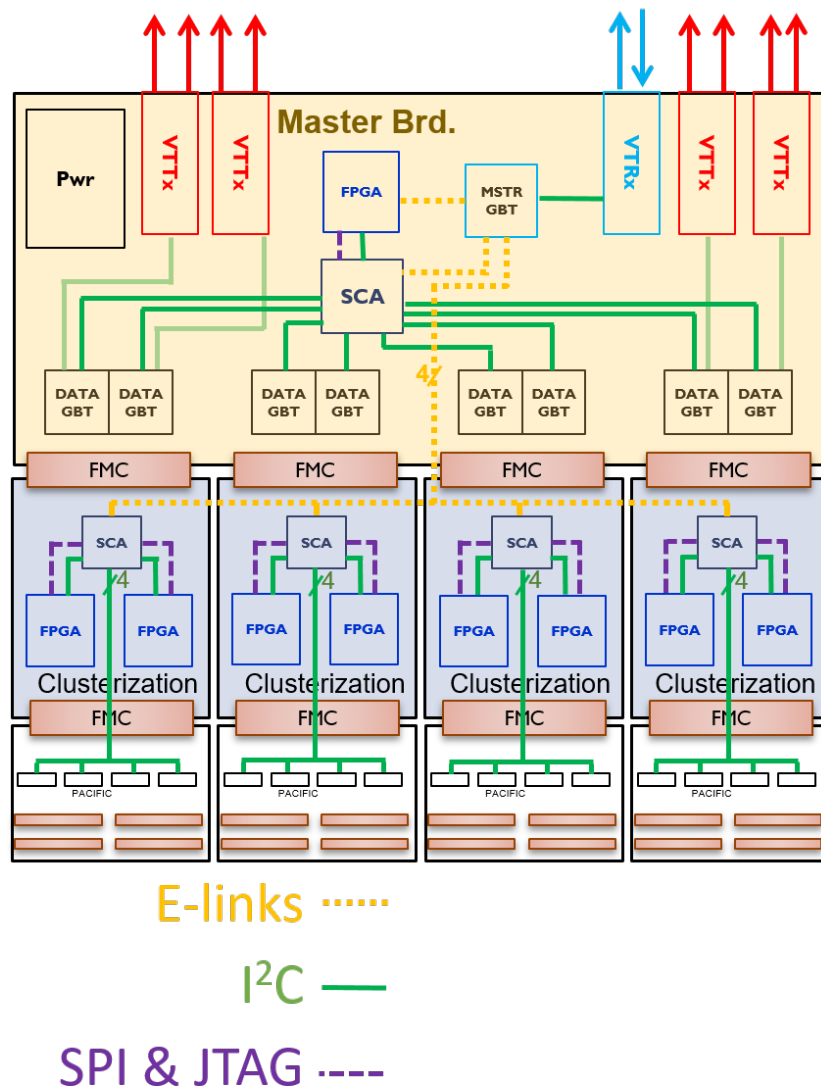 Master Brd.
Pwr
VTTx
VTTx
FPGA
MSTR
GBT
VTRx
VTTx
VTTx
SCA
4
DATA
GBT
DATA
GBT
DATA
GBT
DATA
GBT
DATA
GBT
DATA
GBT
DATA
GBT
DATA
GBT
FMC
FMC
FMC
FMC
SCA
4
FPGA
FPGA
Clusterization
SCA
4
FPGA
FPGA
Clusterization
SCA
4
FPGA
FPGA
Clusterization
SCA
4
FPGA
FPGA
Clusterization
FMC
FMC
FMC
FMC
PACIFIC
PACIFIC
PACIFIC
PACIFIC
E-links
I²C
SPI & JTAG